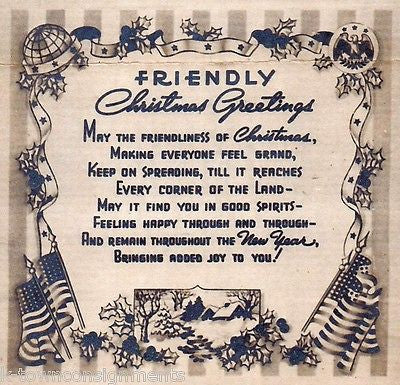 FRIENDLY
Christmas Greetings
MAY THE FRIENDLINESS OF Christmas,
MAKING EVERYONE FEEL GRAND,
KEEP ON SPREADING, TILL IT REACHES
EVERY CORNER OF THE LAND—
MAY IT FIND YOU IN GOOD SPIRITS—
FEELING HAPPY THROUGH AND THROUGH—
AND REMAIN THROUGHOUT THE New Year,
BRINGING ADDED JOY TO YOU!
k-townconsignments